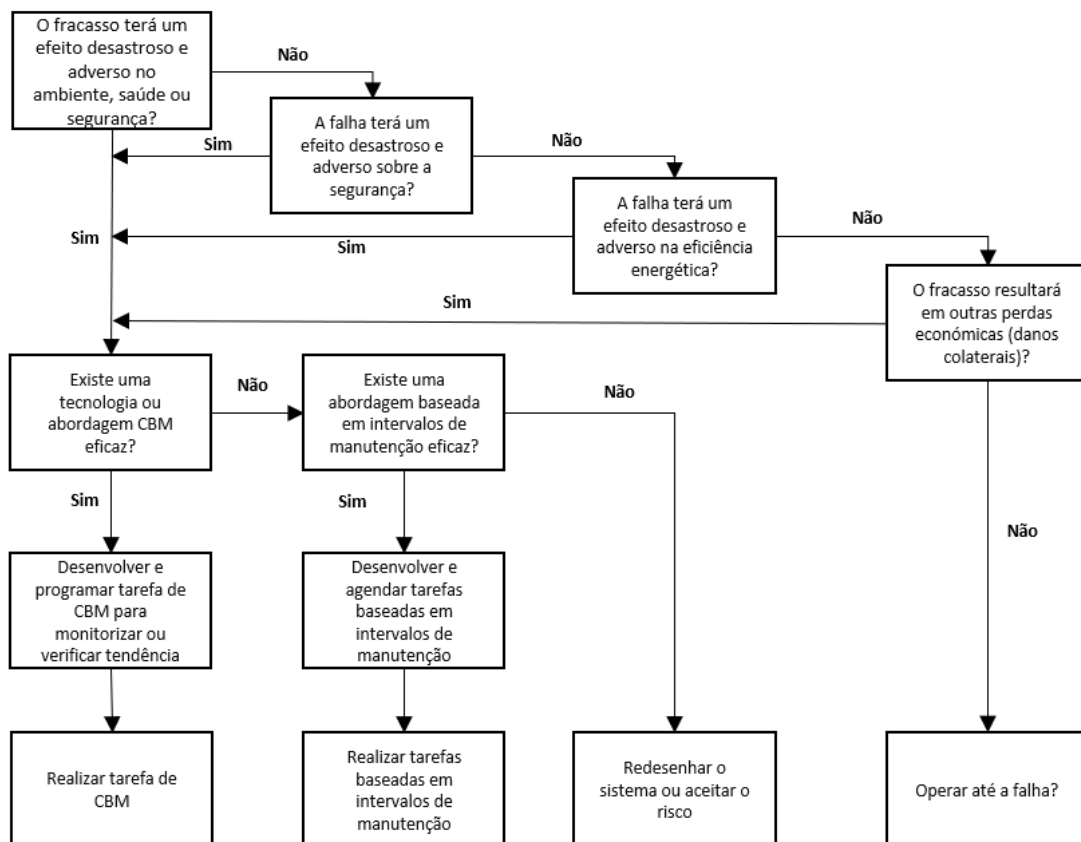 O fracasso terá um
efeito desastroso e
adverso no
ambiente, saúde ou
segurança?
Não
A falha terá um
efeito desastroso e
adverso sobre a
segurança?
Sim
Não
A falha terá um
efeito desastroso e
adverso na eficiência
energética?
Sim
Sim
Não
O fracasso resultará
em outras perdas
económicas (danos
colaterais)?
Sim
Existe uma
tecnologia ou
abordagem CBM
eficaz?
Não
Existe uma
abordagem baseada
em intervalos de
manutenção eficaz?
Não
Sim
Sim
Não
Desenvolver e
programar tarefa de
CBM para
monitorizar ou
verificar tendência
Desenvolver e
agendar tarefas
baseadas em
intervalos de
manutenção
Realizar tarefa de
CBM
Realizar tarefas
baseadas em
intervalos de
manutenção
Redesenhar o
sistema ou aceitar o
risco
Operar até a falha?